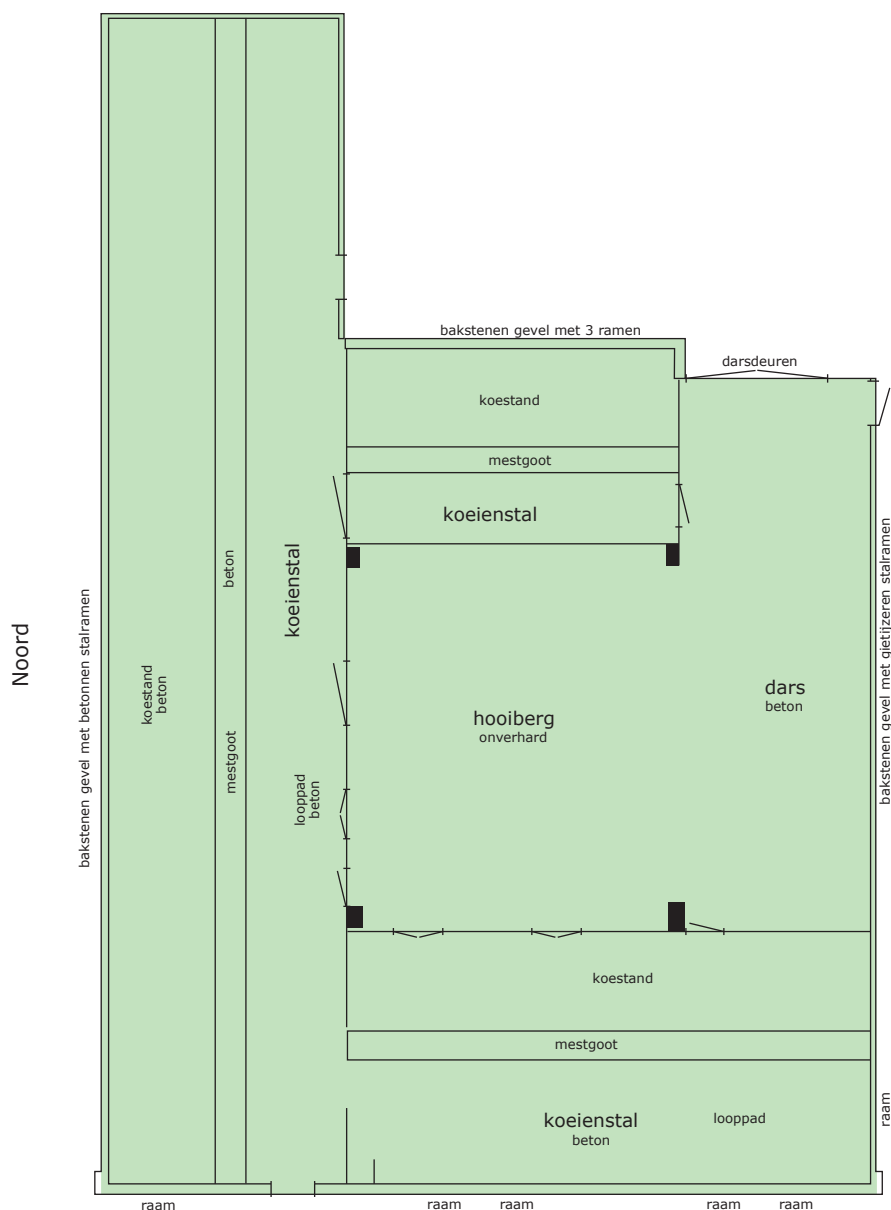 bakstenen gevel met 3 ramen
darsdeuren
koestand
mestgoot
koeienstal
Noord
bakstenen gevel met betonnen stalramen
koestand
beton
beton
mestgoot
koeienstal
looppad
beton
hooiberg
onverhard
dars
beton
bakstenen gevel met gietijzeren stalramen
koestand
mestgoot
koeienstal
beton
looppad
raam
raam
raam
raam
raam
raam